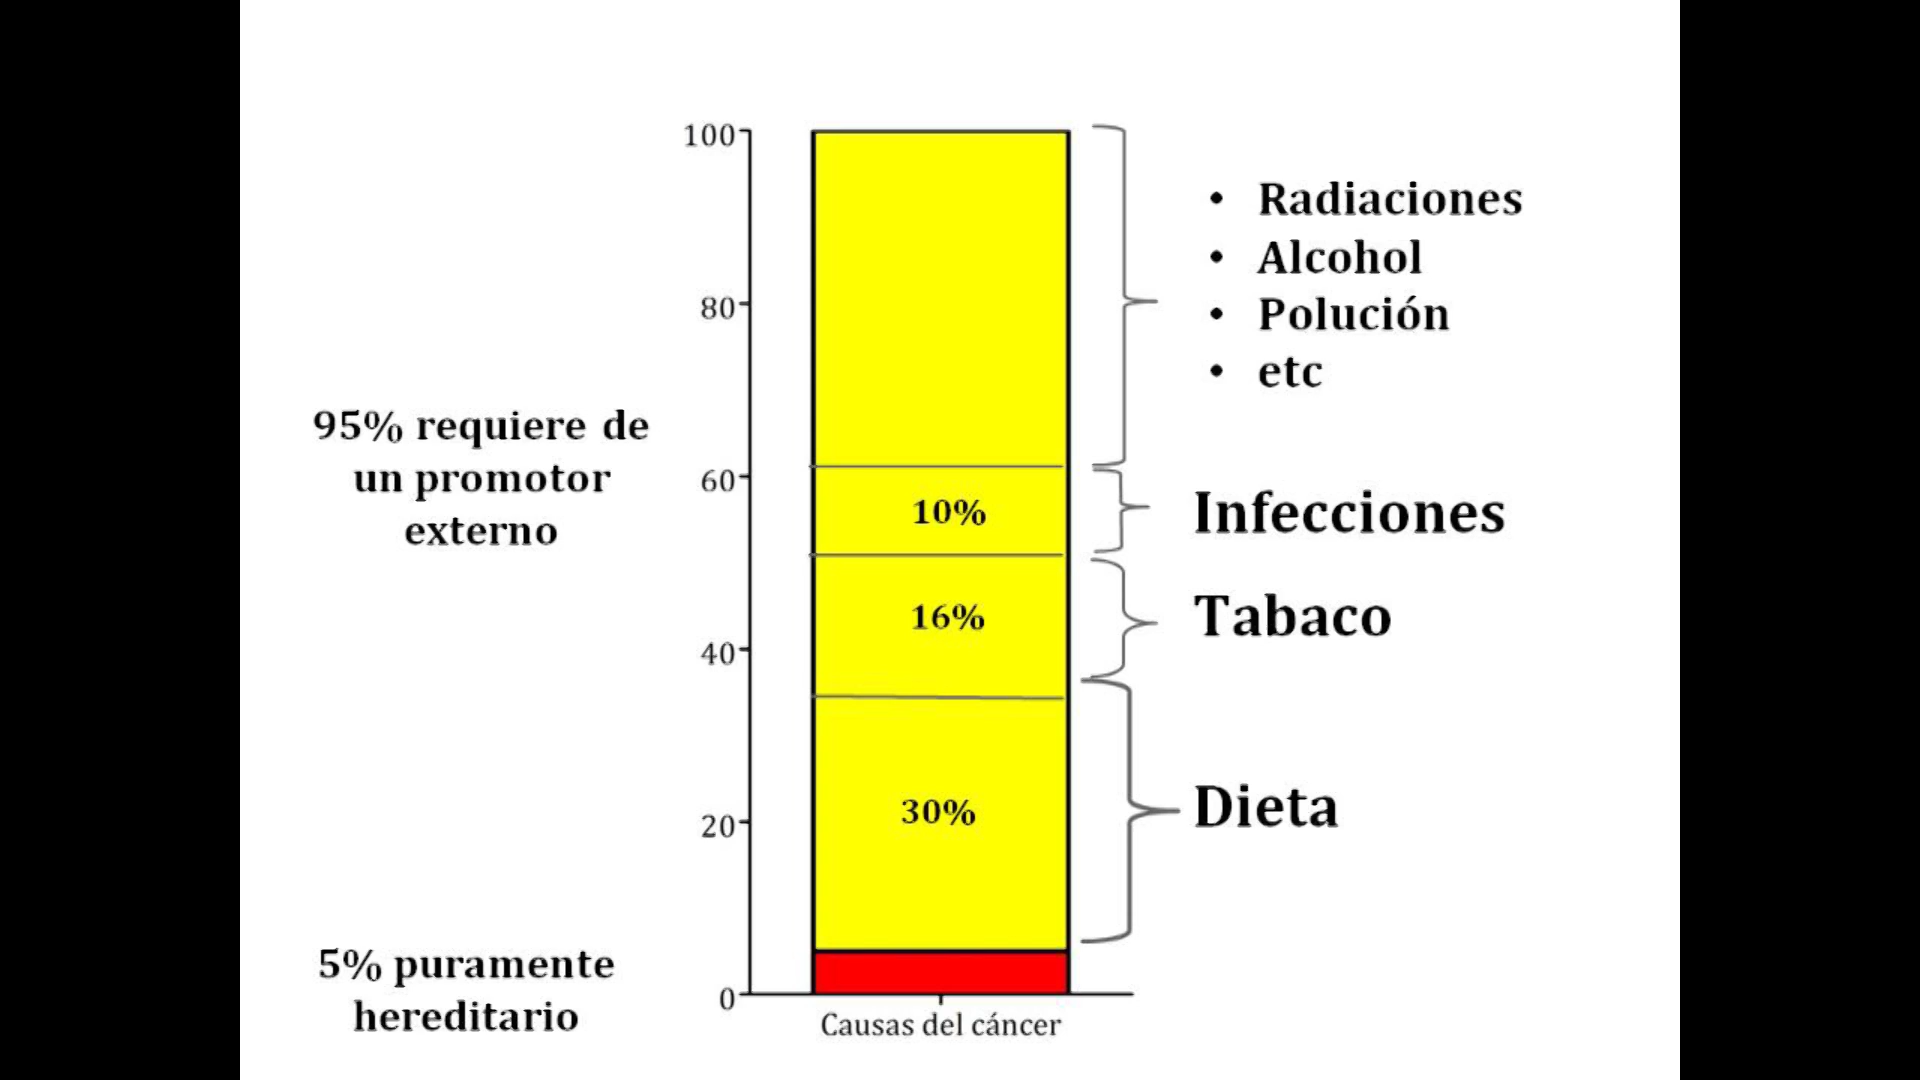 100
80
60
40
20
0
95% requiere de
un promotor
externo
5% puramente
hereditario
10%
16%
30%
Causas del cáncer
• Radiaciones
• Alcohol
• Polución
• etc
Infecciones
Tabaco
Dieta